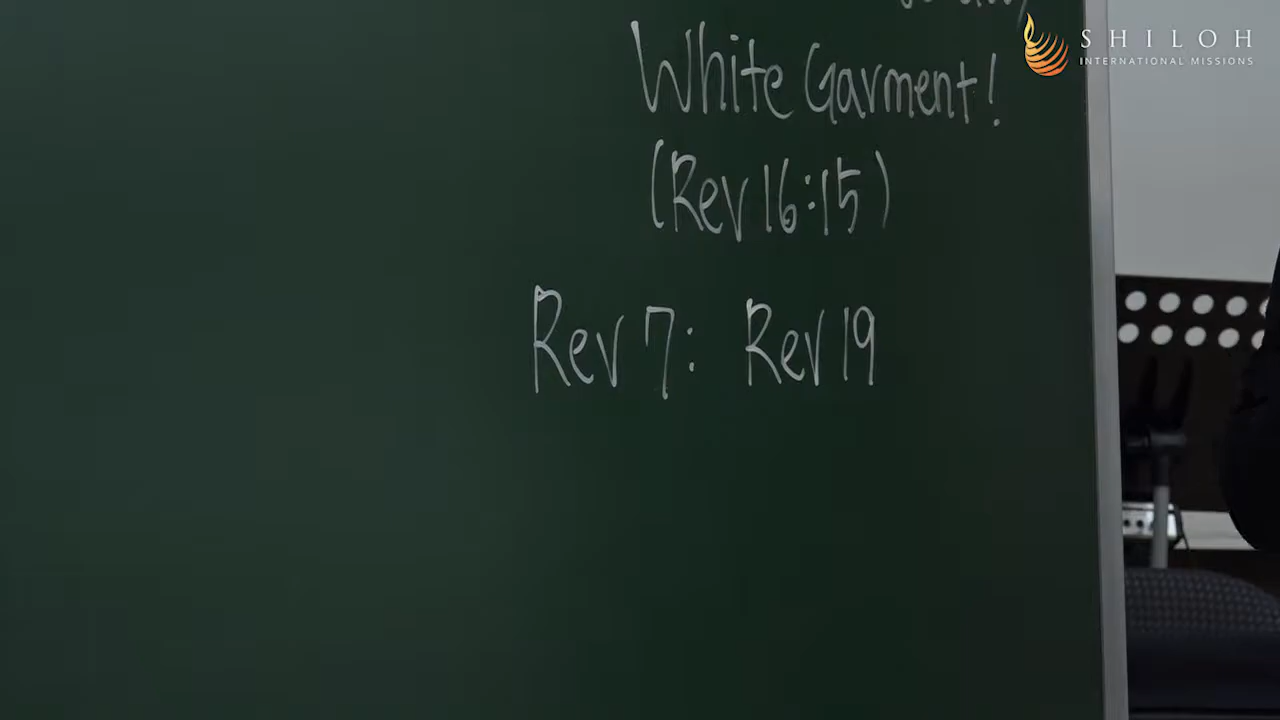 White Garment!
(Rev 16:15)
Rev 7: Rev 19
SHILOH
INTERNATIONAL MISSIONS